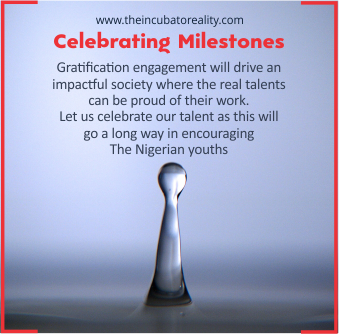 www.theincubatoreality.com
Celebrating Milestones
Gratification engagement will drive an
impactful society where the real talents
can be proud of their work.
Let us celebrate our talent as this will
go a long way in encouraging
The Nigerian youths